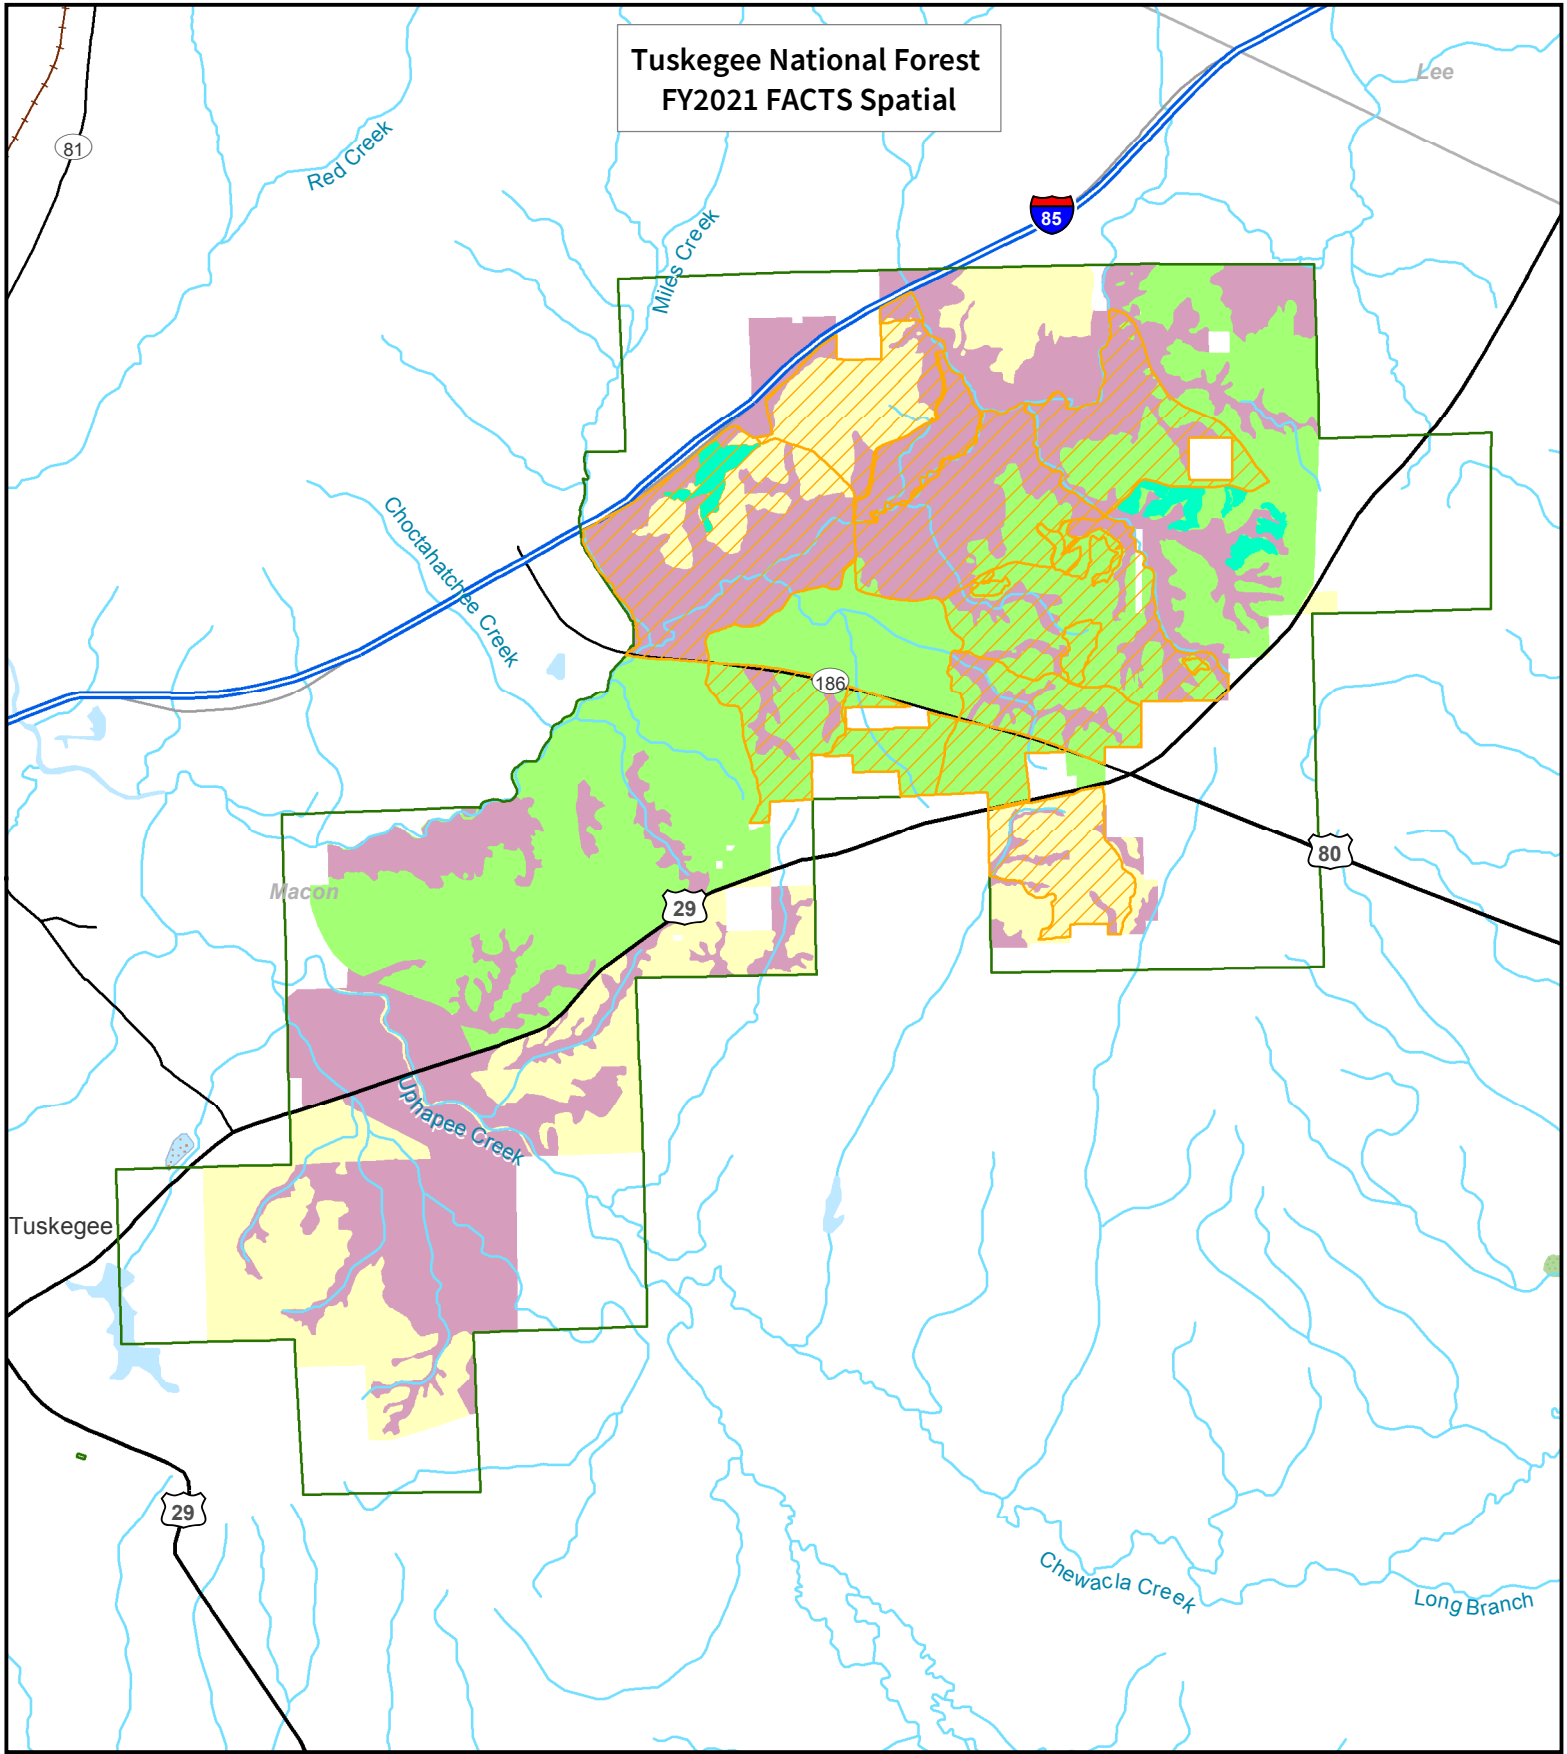 Tuskegee National Forest
FY2021 FACTS Spatial
Lee
81
Red Creek
85
Miles Creek
Choctahatchee Creek
186
80
Macon
29
Uphapee Creek
Tuskegee
29
Chewacla Creek
Long Branch